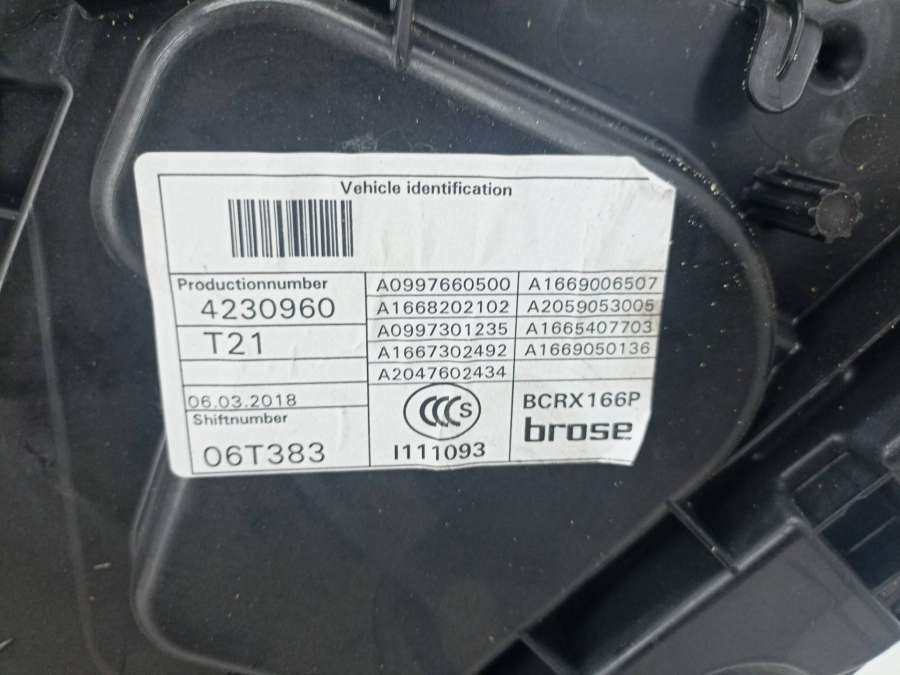 Vehicle identification
Productionnumber
4230960
T21
06.03.2018
Shiftnumber
06T383
A0997660500 A1669006507
A1668202102 A2059053005
A0997301235 A1665407703
A1667302492 A1669050136
A2047602434
CCC S
I111093
BCRX166P
brose